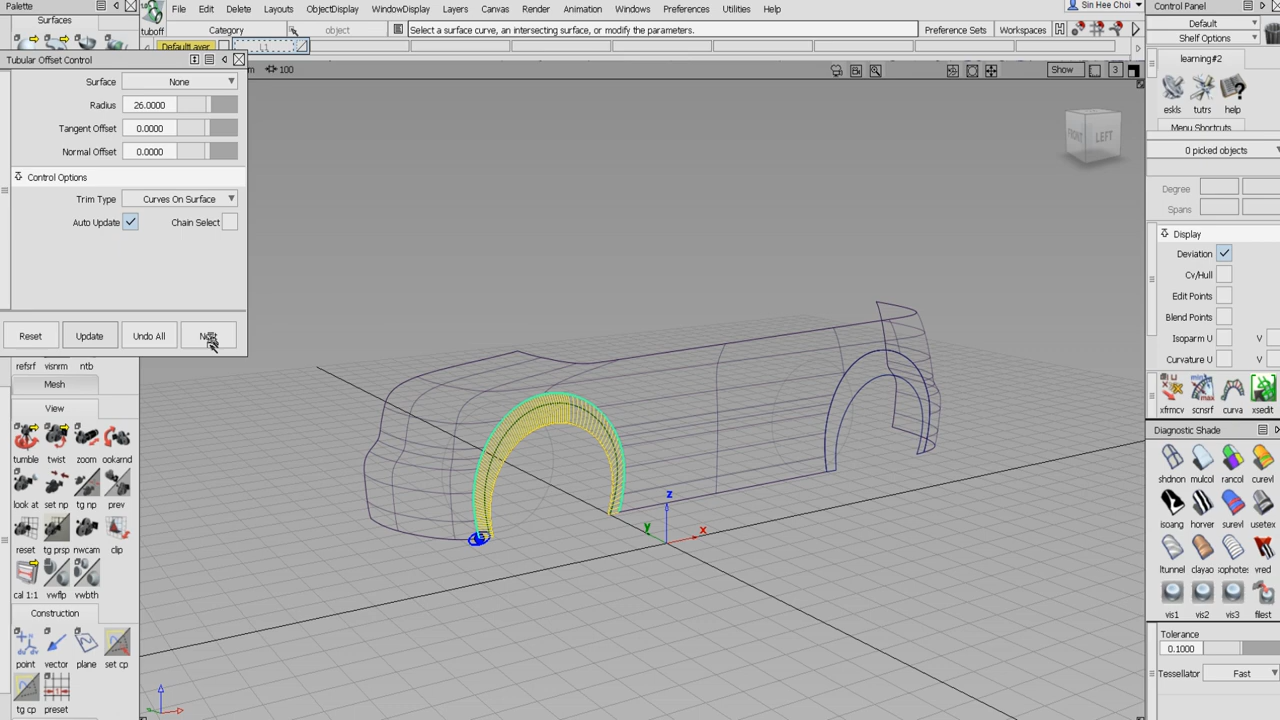 Palette
Surfaces
File
Edit
Delete
Layouts
ObjectDisplay
WindowDisplay
Layers
Canvas
Render
Animation
Windows
Preferences
Utilities
Help
Sin Hee Choi
Control Panel
tuboff
Category
object
Select a surface curve, an intersecting surface, or modify the parameters.
Preference Sets
Workspaces
Default
Shelf Options
DefaultLayer
L1
Tubular Offset Control
100
Show
3
learning#2
Surface
None
Radius
26.0000
Tangent Offset
0.0000
Normal Offset
0.0000
Control Options
Trim Type
Curves On Surface
Auto Update
Chain Select
Reset
Update
Undo All
FRONT
LEFT
eskls
tutrs
help
Menu Shortcuts
0 picked objects
Degree
Spans
Display
Deviation
Cv/Hull
Edit Points
Blend Points
Isoparm U
V
Curvature U
V
xfrmcv
scnsrf
curva
xsedit
Diagnostic Shade
shdnon
mulcol
rancol
curevl
isoang
horver
surevl
usetex
ltunnel
clayao
vred
vis1
vis2
vis3
filest
Tolerance
0.1000
Tessellator
Fast
refsrf
visnrm
ntb
Mesh
View
tumble
twist
zoom
ookarnd
look at
set np
tg np
prev
reset
tg prsp
nwcam
clip
cal 1:1
vwflp
vwbth
Construction
point
vector
plane
set cp
tg cp
preset
z
y
x